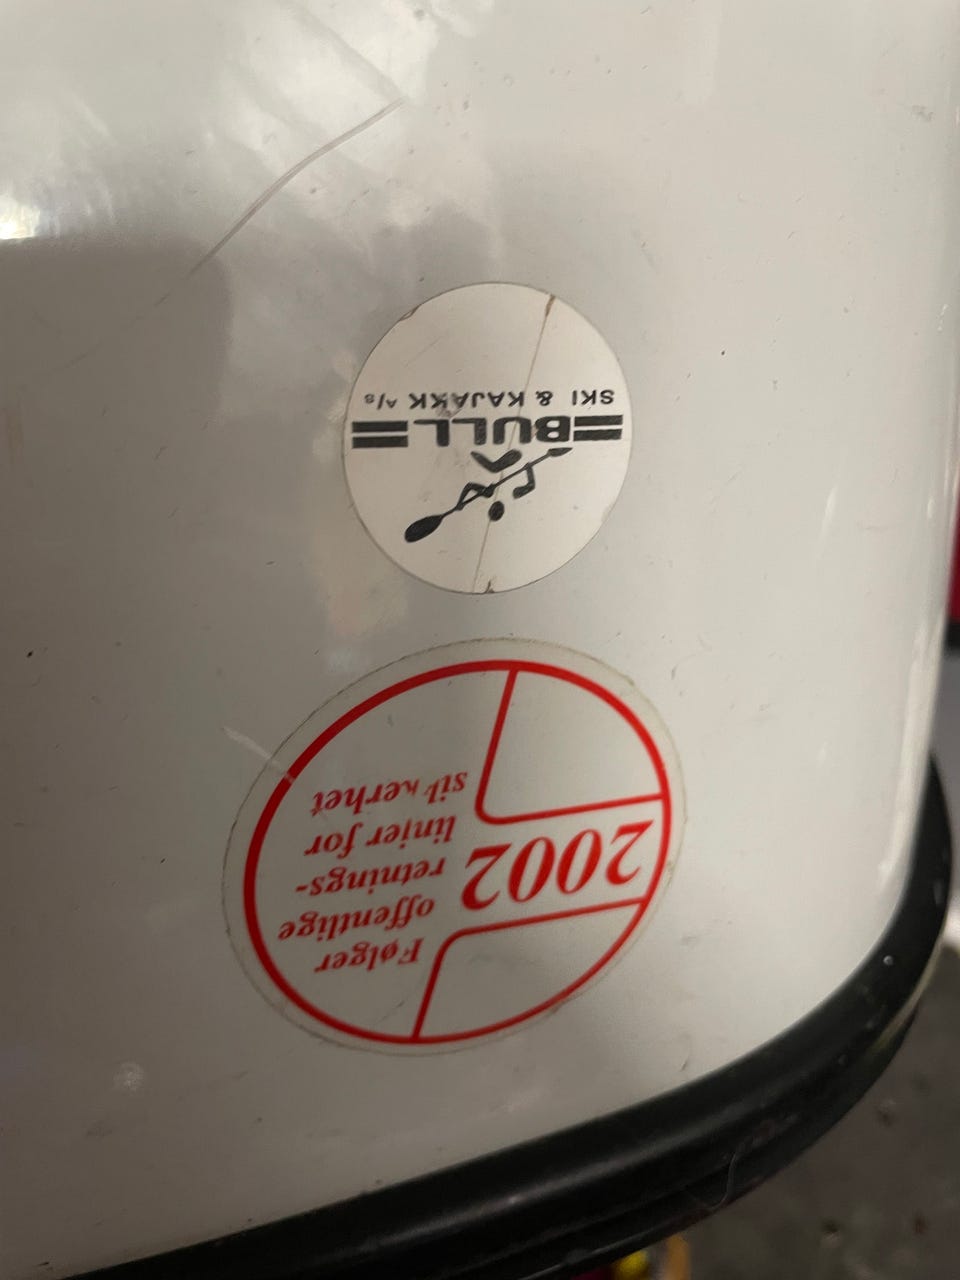 BULL
SKI & KAJAKK A/S
2002
Følger
offentlige
retnings-
linjer for
sikkerhet